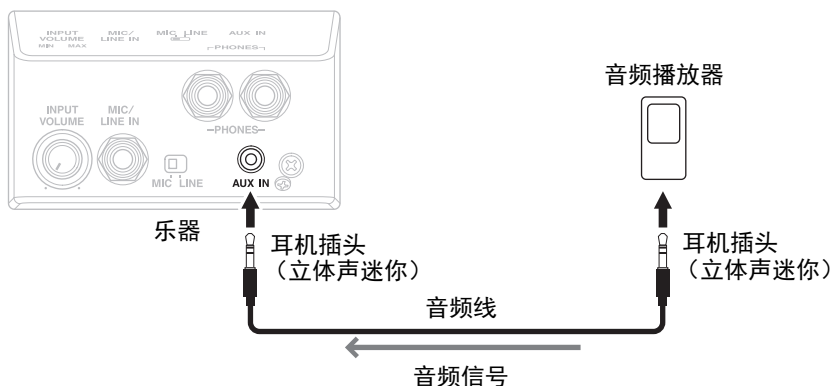 INPUT VOLUME
MIN MAX
MIC/ LINE IN
MIC LINE
AUX IN
PHONES
INPUT VOLUME
MIC/ LINE IN
PHONES
MIC LINE
AUX IN
音频播放器
乐器
耳机插头
（立体声迷你）
耳机插头
（立体声迷你）
音频线
音频信号